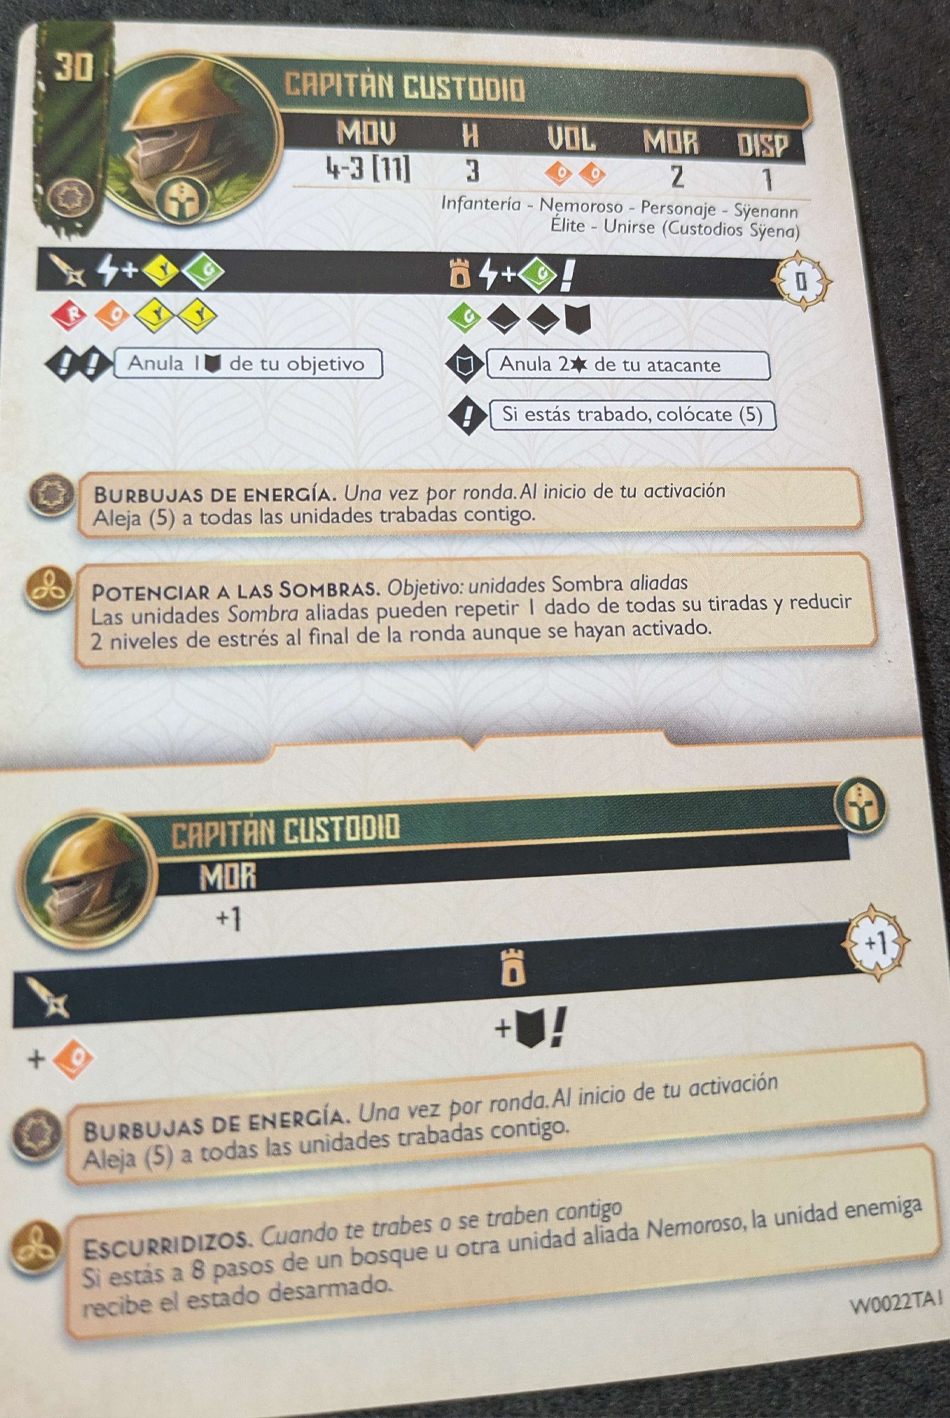 30
CAPITÁN CUSTODIO
MOV H VOL MOR DISP
4-3 [11] 3 O O 2 1
Infantería - Nemoroso - Personaje - Sÿenann
Élite - Unirse (Custodios Sÿena)
+ Y G + G ! 0
R O Y Y G
! ! Anula 1 de tu objetivo
Anula 2 de tu atacante
! Si estás trabado, colócate (5)
BURBUJAS DE ENERGÍA. Una vez por ronda. Al inicio de tu activación
Aleja (5) a todas las unidades trabadas contigo.
POTENCIAR A LAS SOMBRAS. Objetivo: unidades Sombra aliadas
Las unidades Sombra aliadas pueden repetir 1 dado de todas su tiradas y reducir
2 niveles de estrés al final de la ronda aunque se hayan activado.
CAPITÁN CUSTODIO
MOR
+1
+1
+ O + !
BURBUJAS DE ENERGÍA. Una vez por ronda. Al inicio de tu activación
Aleja (5) a todas las unidades trabadas contigo.
ESCURRIDIZOS. Cuando te trabes o se traben contigo
Si estás a 8 pasos de un bosque u otra unidad aliada Nemoroso, la unidad enemiga
recibe el estado desarmado.
W0022TA1